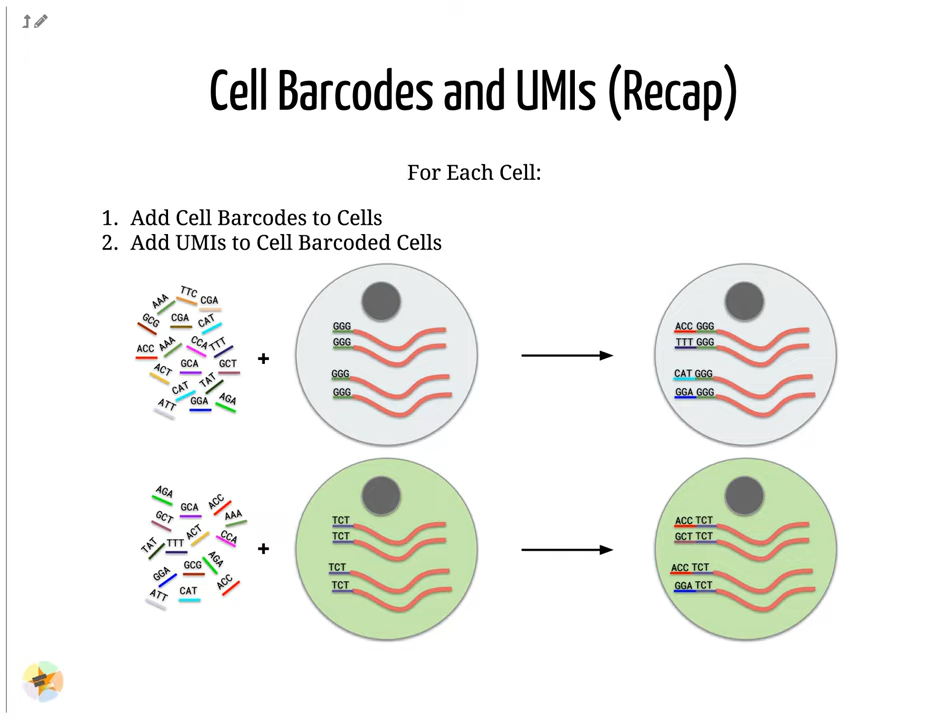 Cell Barcodes and UMIs (Recap)
For Each Cell:
1. Add Cell Barcodes to Cells
2. Add UMIs to Cell Barcoded Cells
AAA TTC CGA
GCG CGA CAT
ACC AAA CCA TTT
ACT GCA GCT
CAT TAT
ATT GGA AGA
+
GGG
GGG
GGG
GGG
ACC GGG
TTT GGG
CAT GGG
GGA GGG
AGA GCA ACC
GCT ACT AAA
TAT TTT CCA
GGA GCG AGA
ATT CAT ACC
+
TCT
TCT
TCT
TCT
ACC TCT
GCT TCT
ACC TCT
GGA TCT